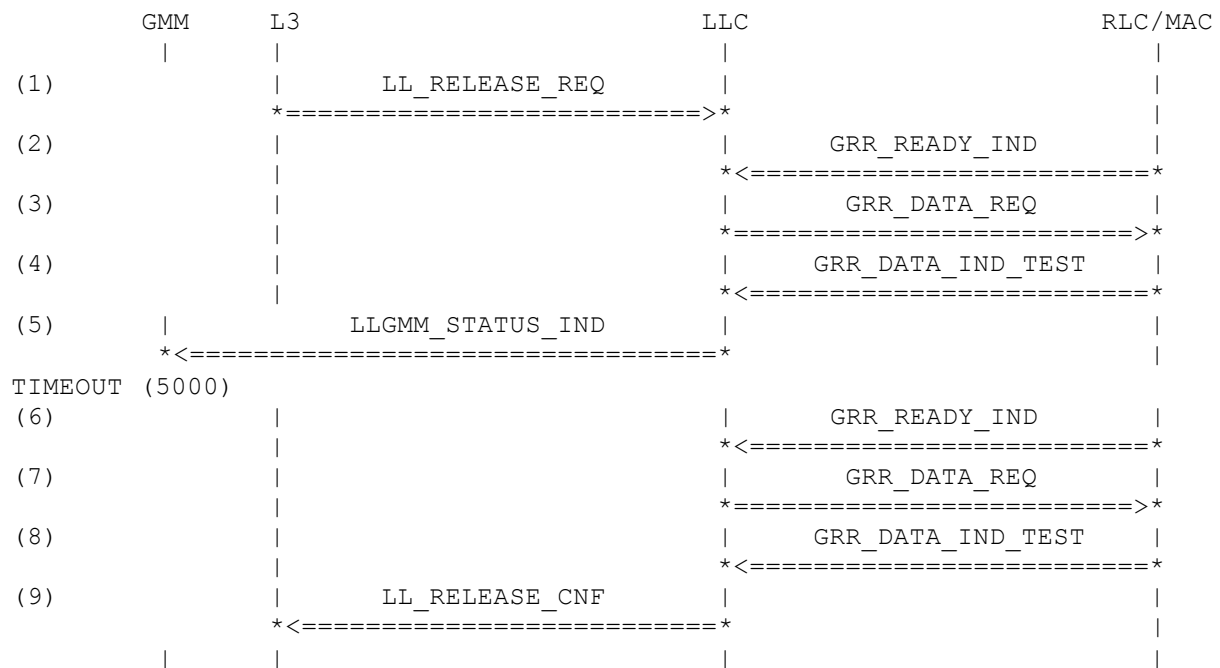 GMM L3 LLC RLC/MAC
| | | |
(1) | LL_RELEASE_REQ | |
*==========================>* |
(2) | | GRR_READY_IND |
| *<==========================*
(3) | | GRR_DATA_REQ |
| *=========================>*
(4) | | GRR_DATA_IND_TEST |
| *<==========================*
(5) | LLGMM_STATUS_IND | |
*<=================================* |
TIMEOUT (5000)
(6) | | GRR_READY_IND |
| *<==========================*
(7) | | GRR_DATA_REQ |
| *=========================>*
(8) | | GRR_DATA_IND_TEST |
| *<==========================*
(9) | LL_RELEASE_CNF | |
*<==========================* |
| | | |